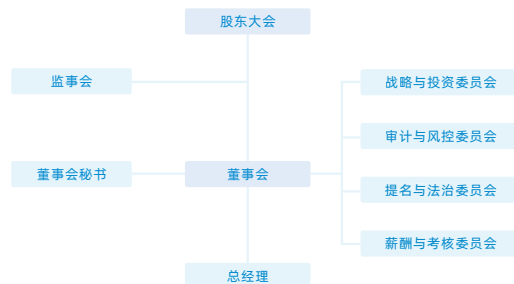 股东大会
监事会
战略与投资委员会
审计与风控委员会
董事会秘书
董事会
提名与法治委员会
薪酬与考核委员会
总经理